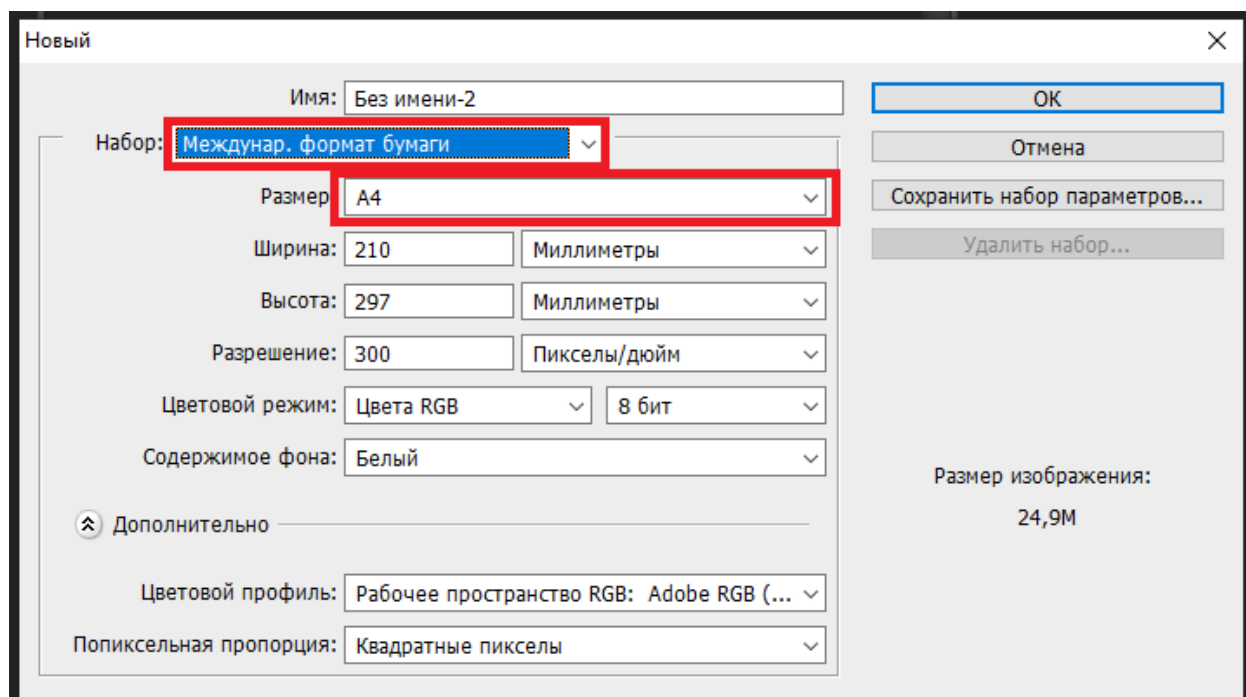 Новый
Имя: Без имени-2
Набор: Междунар. формат бумаги
Размер A4
Ширина: 210 Миллиметры
Высота: 297 Миллиметры
Разрешение: 300 Пикселы/дюйм
Цветовой режим: Цвета RGB 8 бит
Содержимое фона: Белый
Дополнительно
Цветовой профиль: Рабочее пространство RGB: Adobe RGB (...
Попиксельная пропорция: Квадратные пикселы
ОК
Отмена
Сохранить набор параметров...
Удалить набор...
Размер изображения:
24,9M